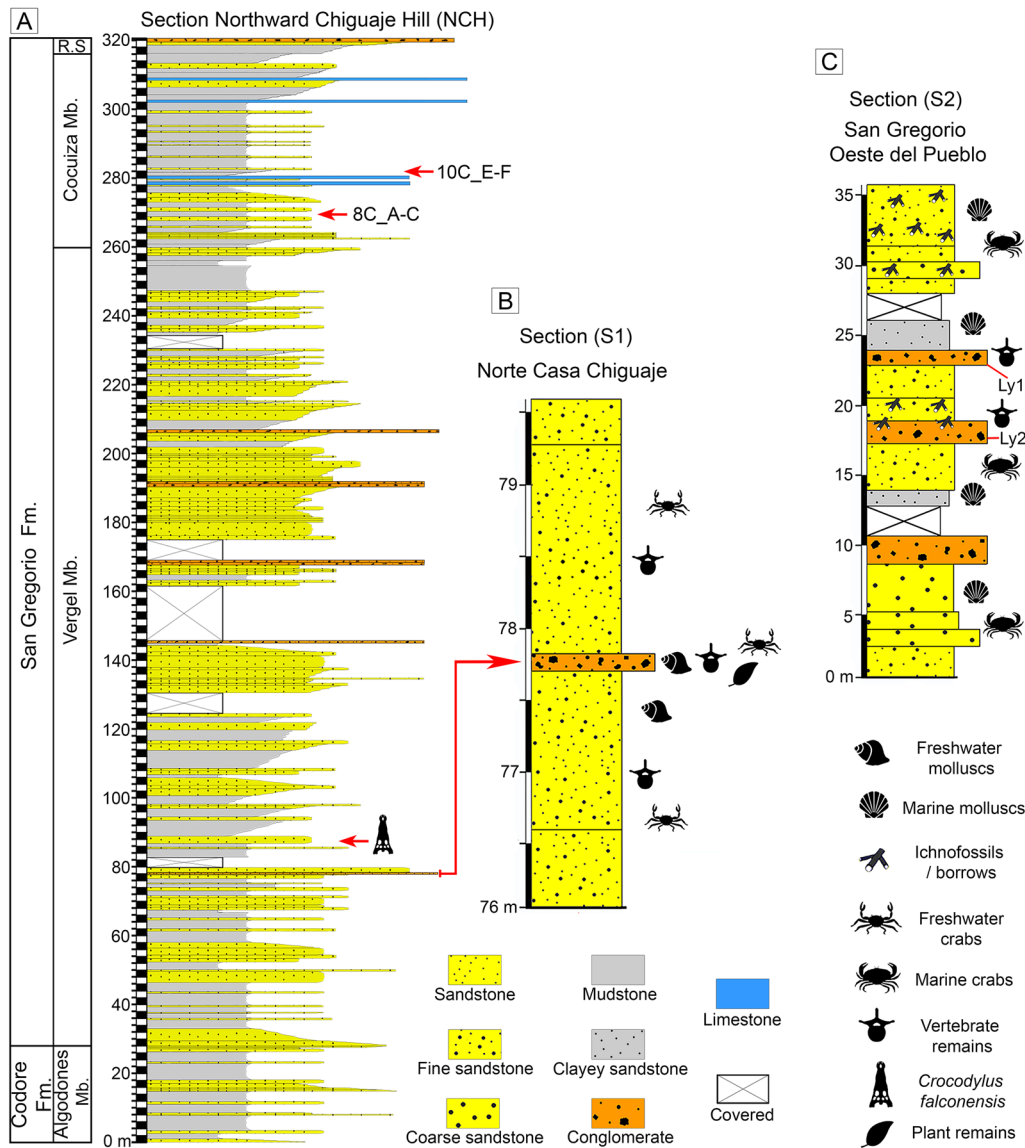 A
Section Northward Chiguaje Hill (NCH)
San Gregorio Fm.
Codore Fm.
R.S
Cocuiza Mb.
Vergel Mb.
Algodones Mb.
320
300
280
260
240
220
200
180
160
140
120
100
80
60
40
20
0 m
10C_E-F
8C_A-C
B
Section (S1)
Norte Casa Chiguaje
79
78
77
76 m
C
Section (S2)
San Gregorio
Oeste del Pueblo
35
30
25
20
15
10
5
0 m
Ly1
Ly2
Sandstone
Mudstone
Limestone
Fine sandstone
Clayey sandstone
Covered
Coarse sandstone
Conglomerate
Freshwater
molluscs
Marine molluscs
Ichnofossils
/ borrows
Freshwater
crabs
Marine crabs
Vertebrate
remains
Crocodylus
falconensis
Plant remains